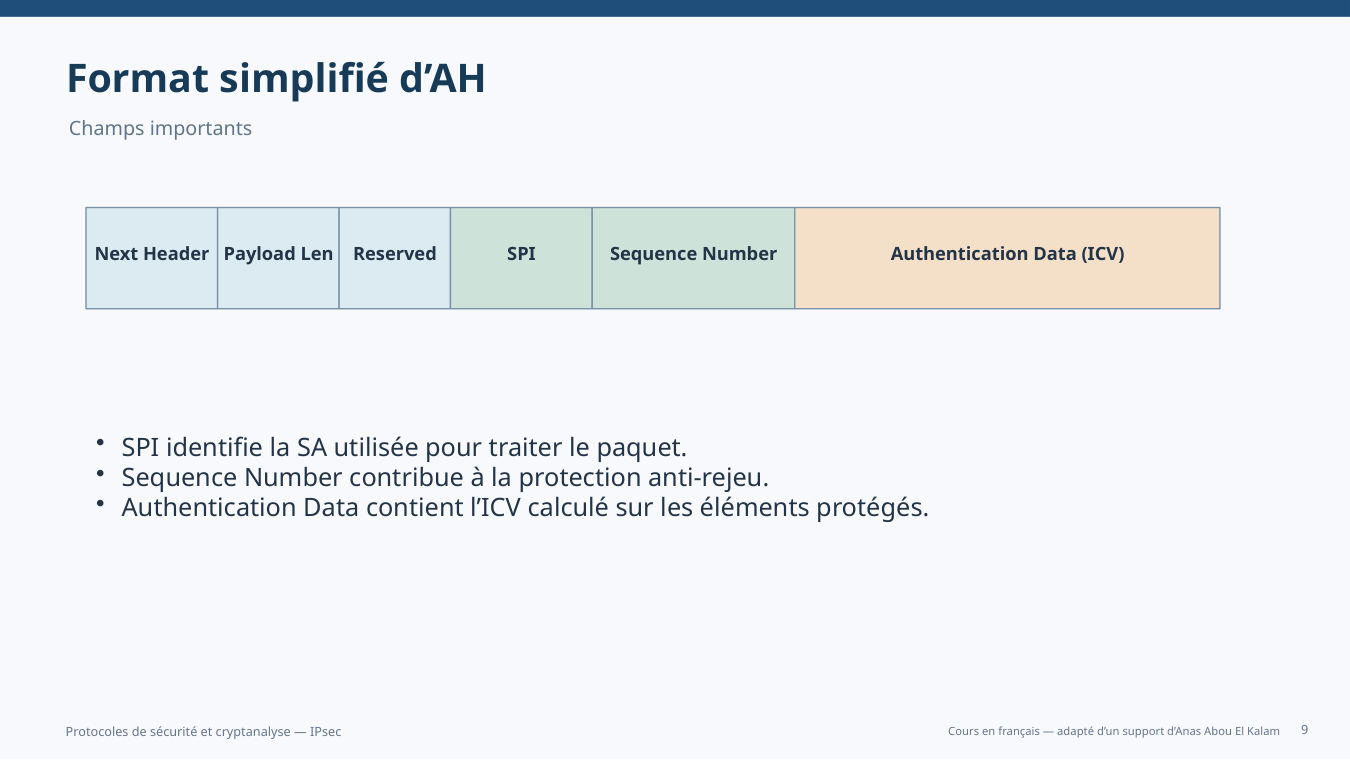 Format simplifié d’AH
Champs importants
Next Header Payload Len Reserved SPI Sequence Number Authentication Data (ICV)
• SPI identifie la SA utilisée pour traiter le paquet.
• Sequence Number contribue à la protection anti-rejeu.
• Authentication Data contient l’ICV calculé sur les éléments protégés.
Protocoles de sécurité et cryptanalyse — IPsec
Cours en français — adapté d’un support d’Anas Abou El Kalam 9